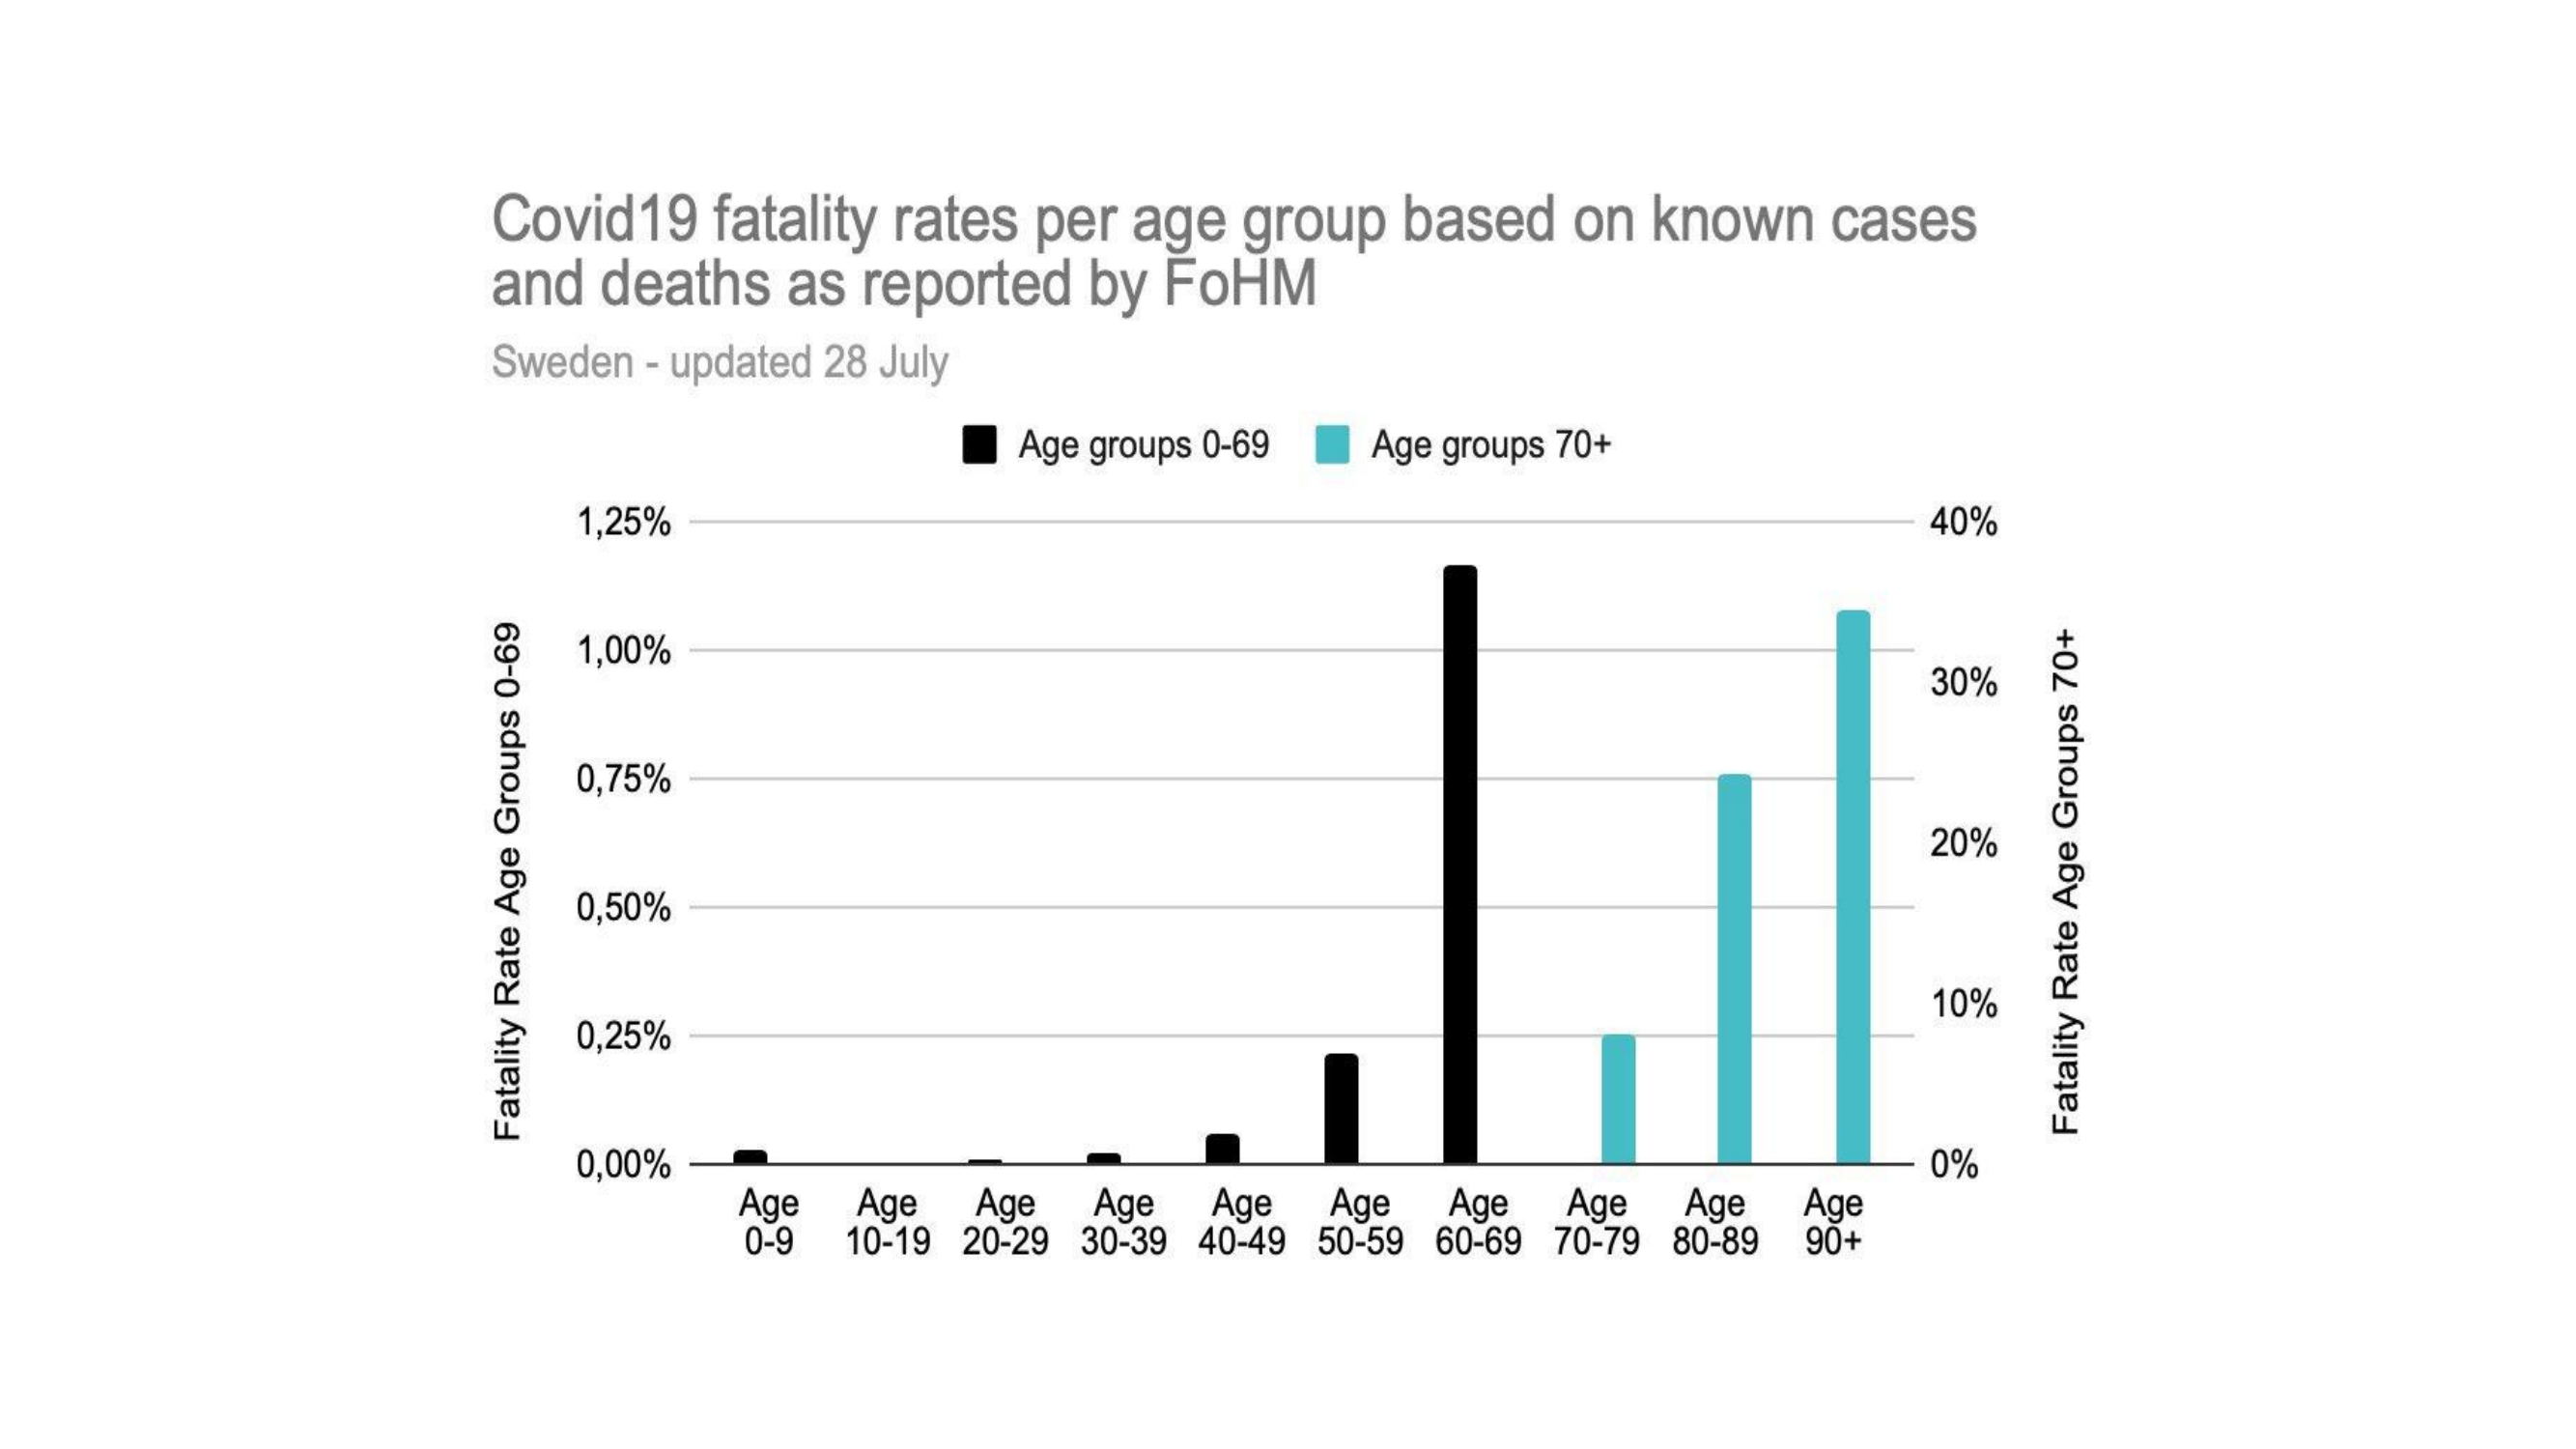 Covid19 fatality rates per age group based on known cases
and deaths as reported by FoHM
Sweden - updated 28 July
Age groups 0-69
Age groups 70+
Fatality Rate Age Groups 0-69
1,25%
1,00%
0,75%
0,50%
0,25%
0,00%
40%
30%
20%
10%
0%
Fatality Rate Age Groups 70+
Age
0-9
Age
10-19
Age
20-29
Age
30-39
Age
40-49
Age
50-59
Age
60-69
Age
70-79
Age
80-89
Age
90+